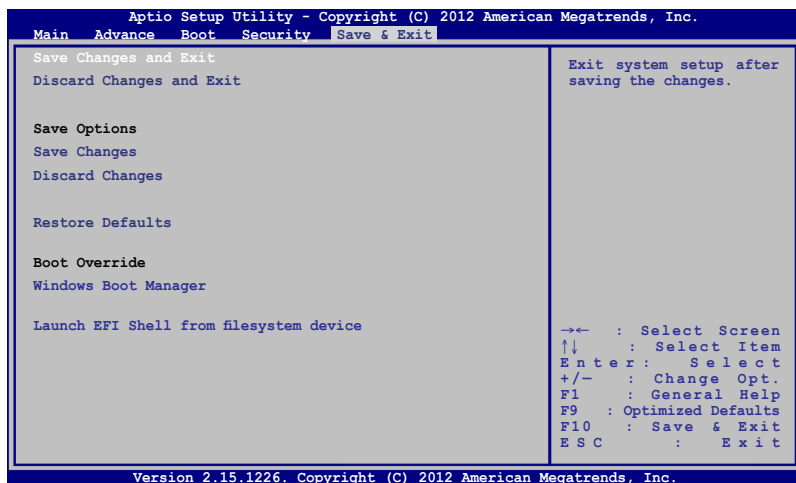 Aptio Setup Utility - Copyright (C) 2012 American Megatrends, Inc.
Main Advance Boot Security Save & Exit
Save Changes and Exit
Discard Changes and Exit
Save Options
Save Changes
Discard Changes
Restore Defaults
Boot Override
Windows Boot Manager
Launch EFI Shell from filesystem device
Exit system setup after
saving the changes.
→← : Select Screen
↑↓ : Select Item
Enter: Select
+/— : Change Opt.
F1 : General Help
F9 : Optimized Defaults
F10 : Save & Exit
ESC : Exit
Version 2.15.1226. Copyright (C) 2012 American Megatrends, Inc.